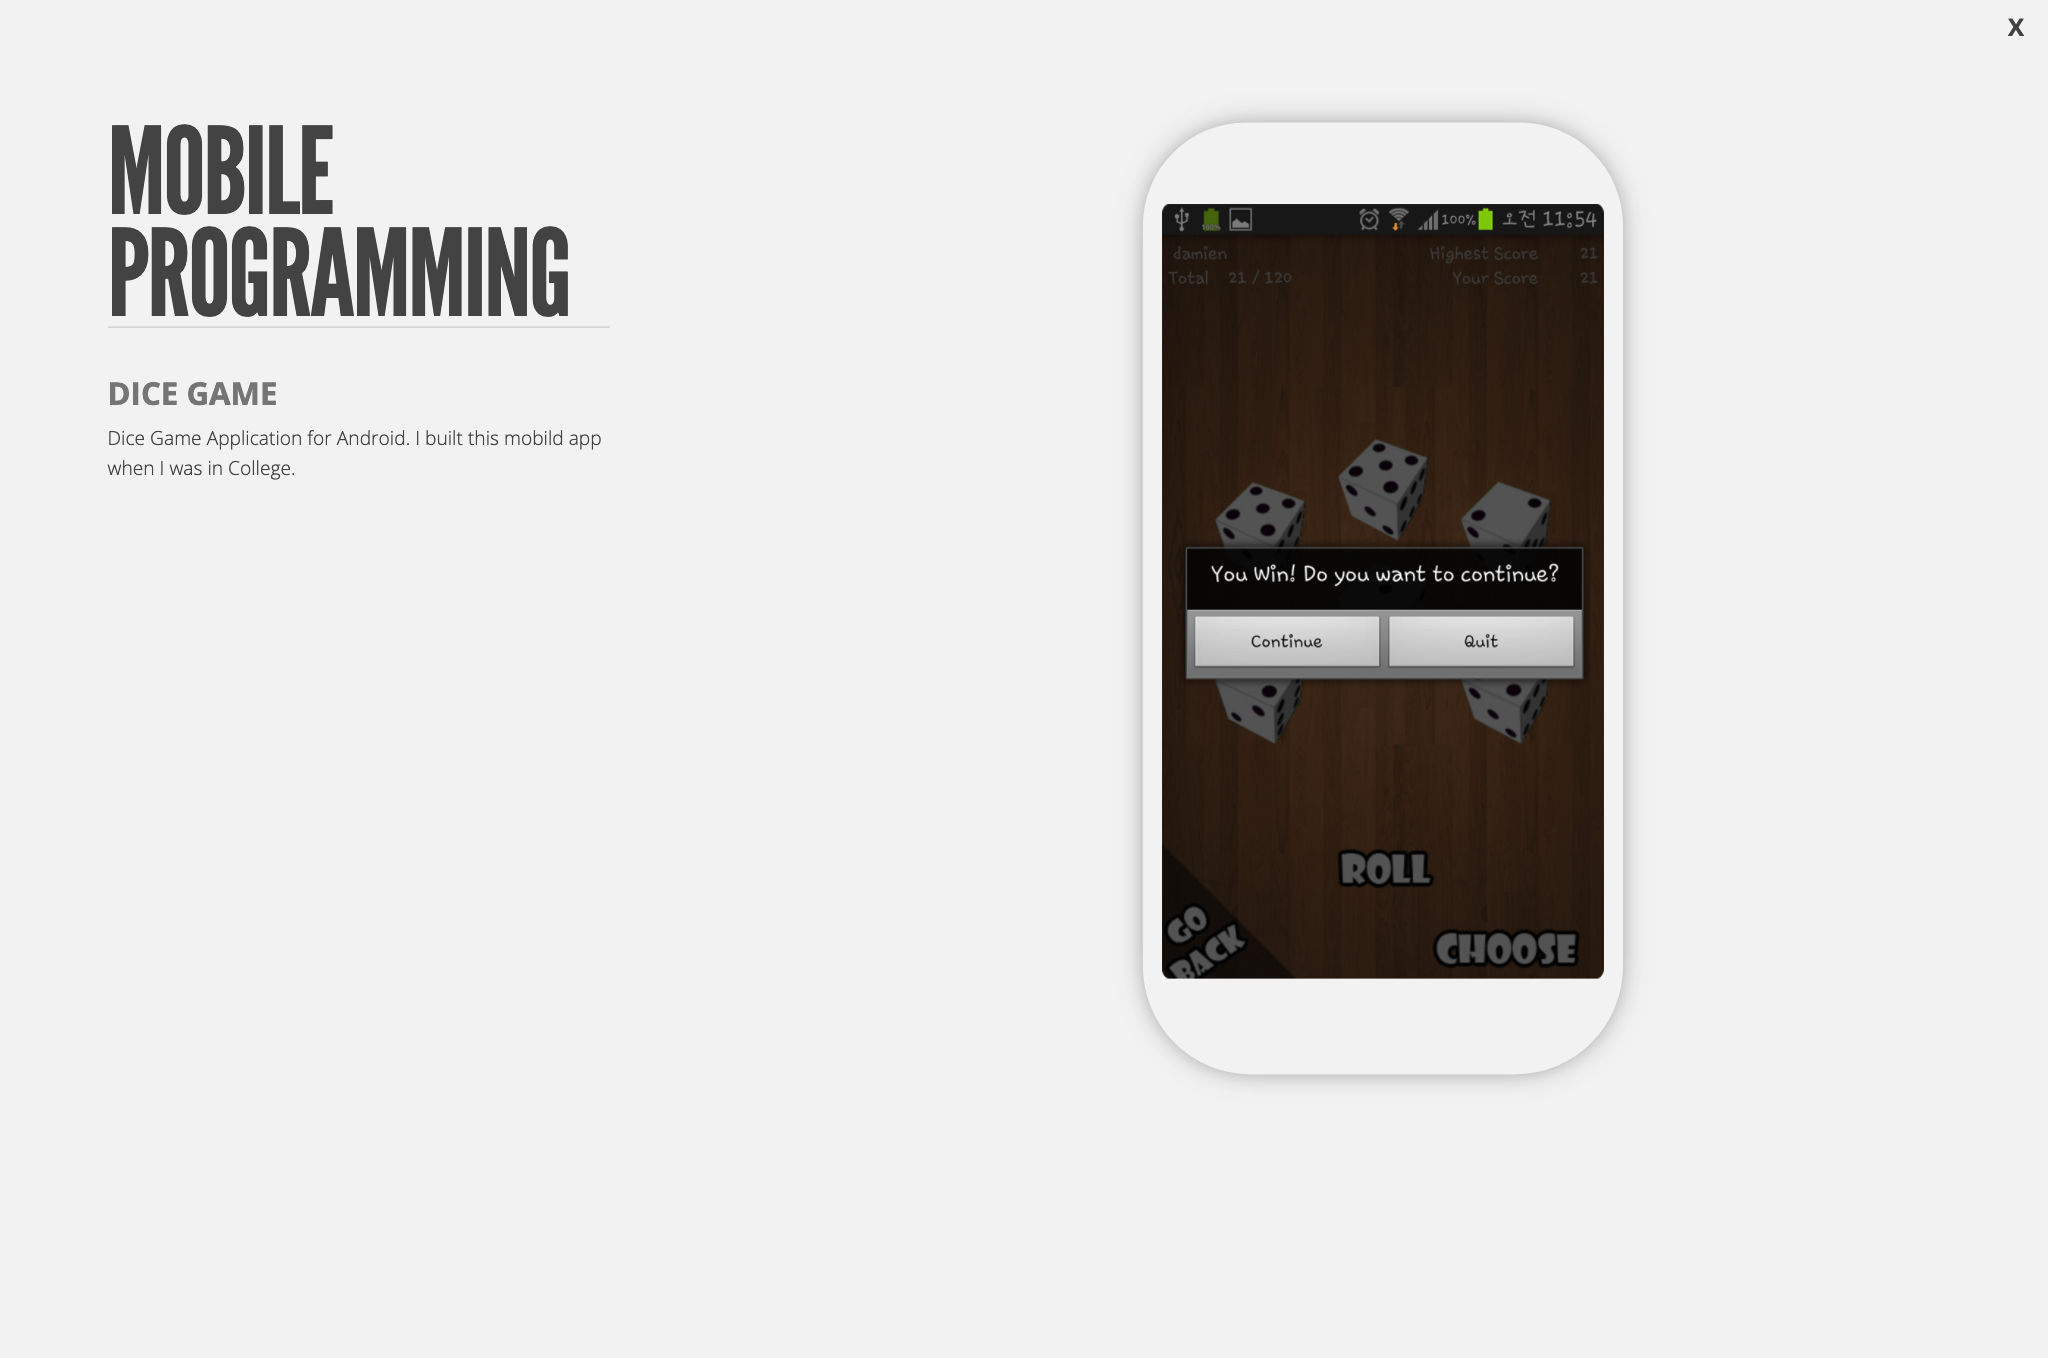 X
MOBILE
PROGRAMMING
DICE GAME
Dice Game Application for Android. I built this mobild app
when I was in College.
100% 100% 오전 11:54
damien Highest Score 21
Total 21 / 120 Your Score 21
You Win! Do you want to continue?
Continue Quit
ROLL
GO
BACK
CHOOSE